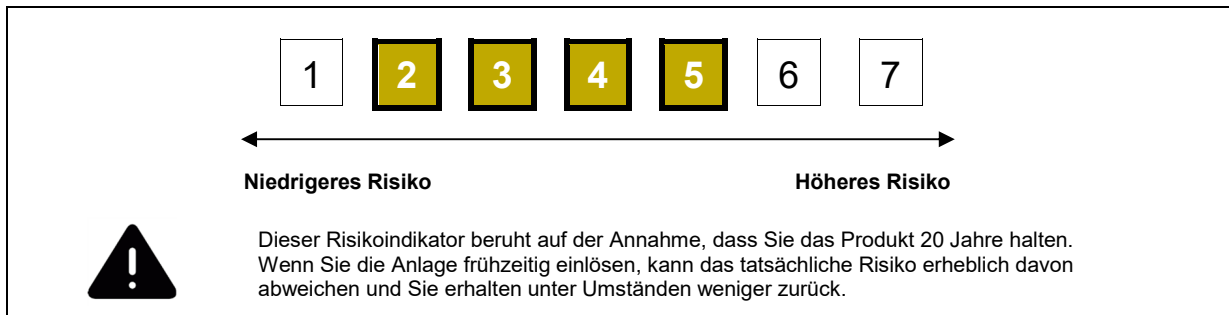 1 2 3 4 5 6 7
Niedrigeres Risiko Höheres Risiko
Dieser Risikoindikator beruht auf der Annahme, dass Sie das Produkt 20 Jahre halten.
Wenn Sie die Anlage frühzeitig einlösen, kann das tatsächliche Risiko erheblich davon
abweichen und Sie erhalten unter Umständen weniger zurück.